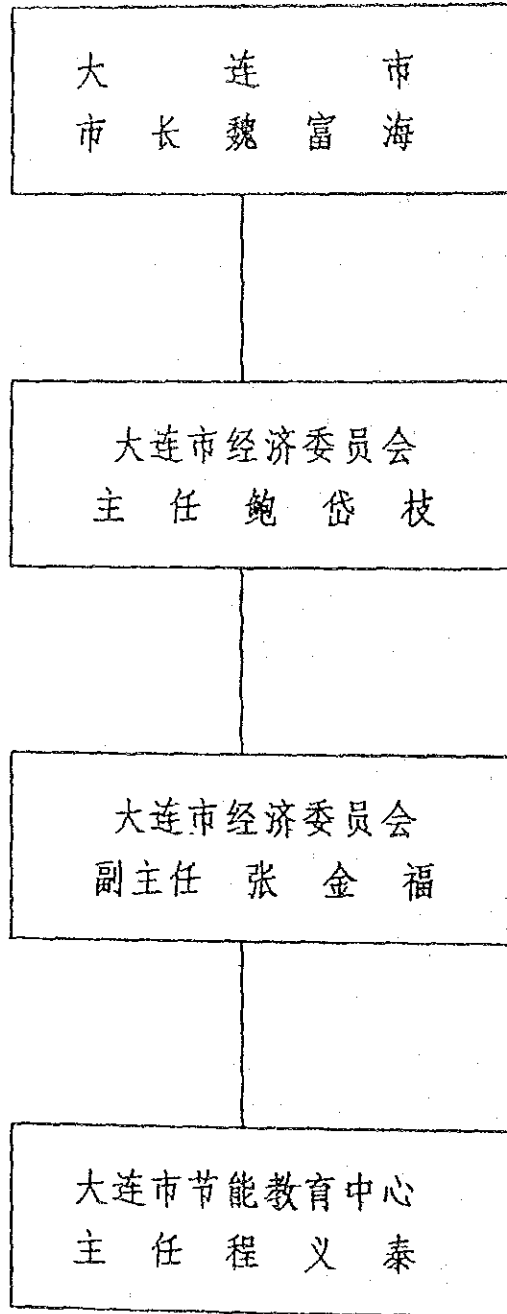 大连市
市长魏富海
大连市经济委员会
主任鲍岱枝
大连市经济委员会
副主任 张金福
大连市节能教育中心
主任程义泰